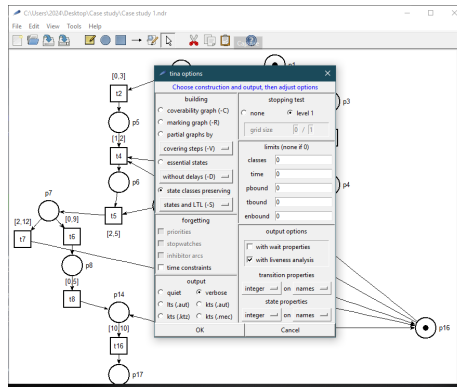 C:\Users\2024\Desktop\Case study\Case study 1.ndr
File Edit View Tools Help
tina options
Choose construction and output, then adjust options
building
coverability graph (-C)
marking graph (-R)
partial graphs by
covering steps (-V)
essential states
without delays (-D)
state classes preserving
states and LTL (-S)
forgetting
priorities
stopwatches
inhibitor arcs
time constraints
output
quiet verbose
lts (.aut) kts (.aut)
kts (.ktz) kts (.mec)
OK
stopping test
none level 1
grid size 0 / 1
limits (none if 0)
classes 0
time 0
pbound 0
tbound 0
enbound 0
output options
with wait properties
with liveness analysis
transition properties
integer on names
state properties
integer on names
Cancel
[0,3]
t2
p5
[1,2]
t4
p6
p7
[2,12]
[0,9]
t5
t7
t6
[2,5]
p8
[0,5]
t8
p14
[10,10]
t16
p17
p1
p3
p4
p16